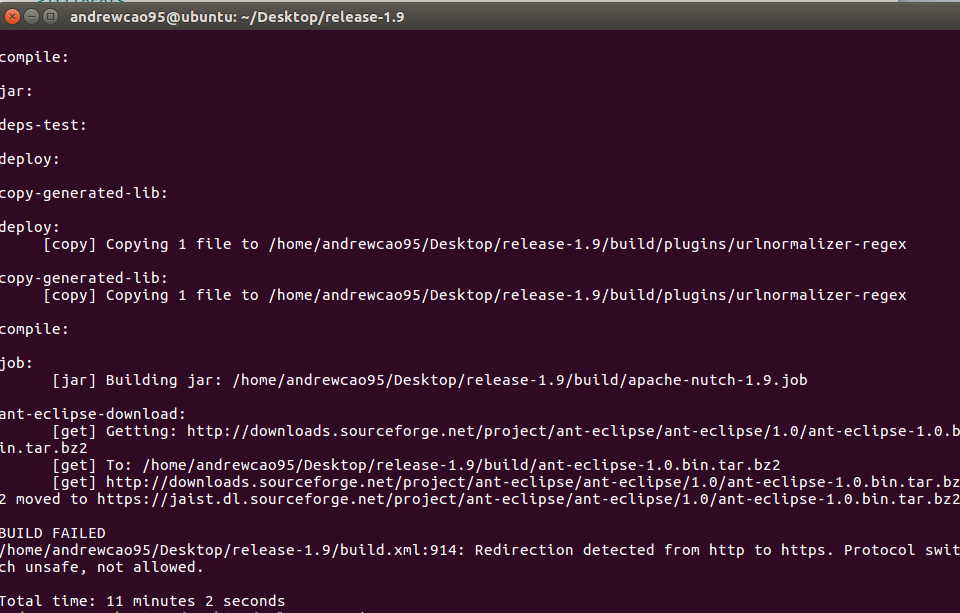 andrewcao95@ubuntu: ~/Desktop/release-1.9
compile:
jar:
deps-test:
deploy:
copy-generated-lib:
deploy:
[copy] Copying 1 file to /home/andrewcao95/Desktop/release-1.9/build/plugins/urlnormalizer-regex
copy-generated-lib:
[copy] Copying 1 file to /home/andrewcao95/Desktop/release-1.9/build/plugins/urlnormalizer-regex
compile:
job:
[jar] Building jar: /home/andrewcao95/Desktop/release-1.9/build/apache-nutch-1.9.job
ant-eclipse-download:
[get] Getting: http://downloads.sourceforge.net/project/ant-eclipse/ant-eclipse/1.0/ant-eclipse-1.0.b
in.tar.bz2
[get] To: /home/andrewcao95/Desktop/release-1.9/build/ant-eclipse-1.0.bin.tar.bz2
[get] http://downloads.sourceforge.net/project/ant-eclipse/ant-eclipse/1.0/ant-eclipse-1.0.bin.tar.bz
2 moved to https://jaist.dl.sourceforge.net/project/ant-eclipse/ant-eclipse/1.0/ant-eclipse-1.0.bin.tar.bz2
BUILD FAILED
/home/andrewcao95/Desktop/release-1.9/build.xml:914: Redirection detected from http to https. Protocol swit
ch unsafe, not allowed.
Total time: 11 minutes 2 seconds